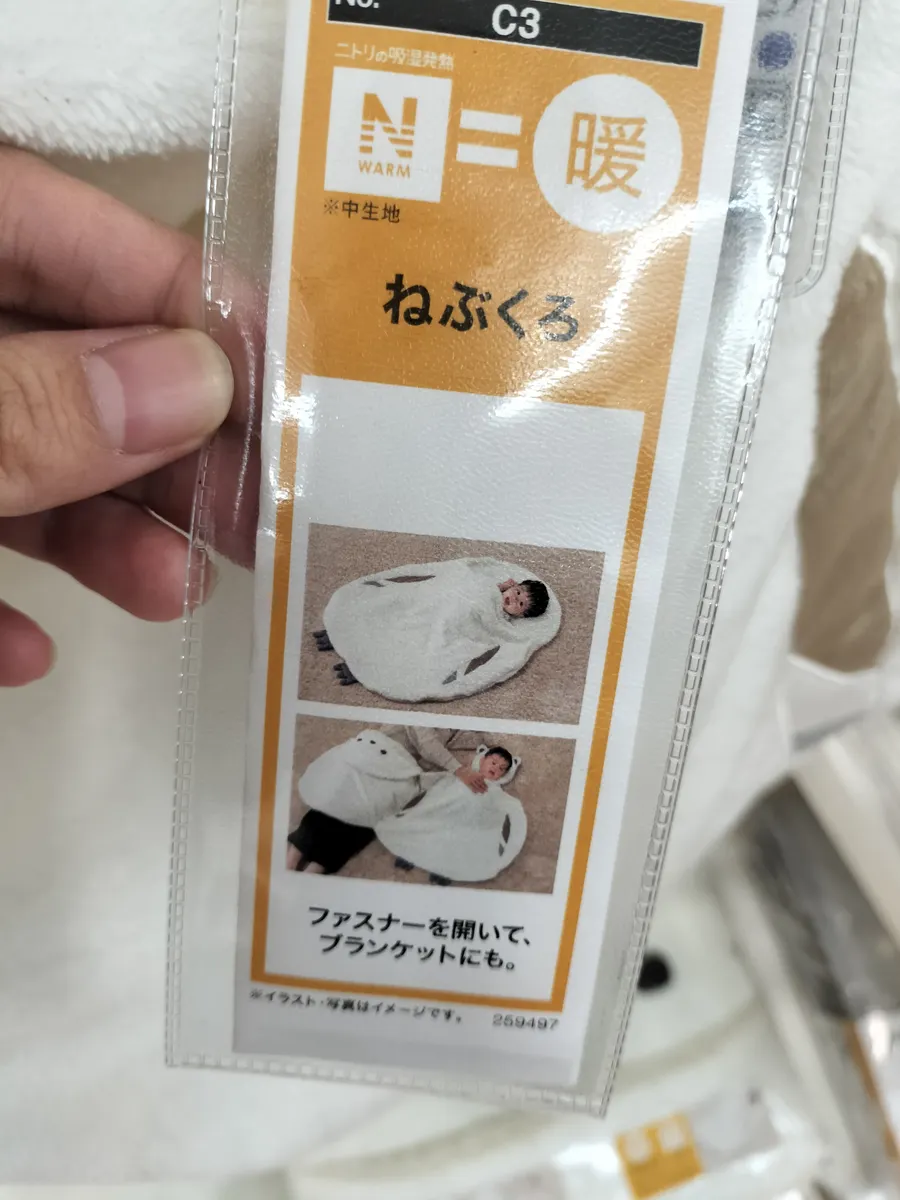 No.
C3
ニトリの吸湿発熱
N
WARM
=
暖
※中生地
ねぶくろ
ファスナーを開いて、
ブランケットにも。
※イラスト・写真はイメージです。 259497